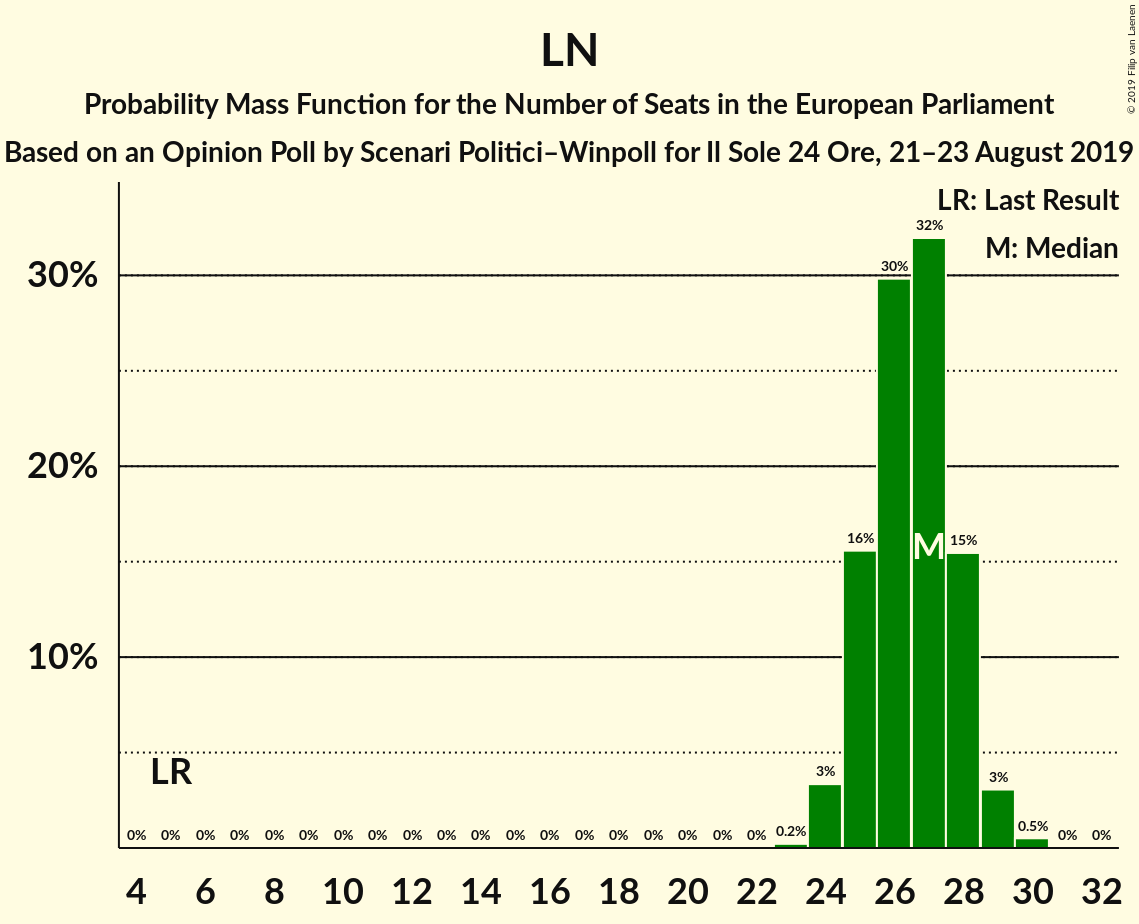 LN
Probability Mass Function for the Number of Seats in the European Parliament
Based on an Opinion Poll by Scenari Politici–Winpoll for Il Sole 24 Ore, 21–23 August 2019
© 2019 Filip van Laenen
LR: Last Result
M: Median
30%
20%
10%
32%
30%
16%
M
15%
LR
3%
3%
0% 0% 0% 0% 0% 0% 0% 0% 0% 0% 0% 0% 0% 0% 0% 0% 0% 0% 0% 0.2% 0.5% 0% 0%
4 6 8 10 12 14 16 18 20 22 24 26 28 30 32